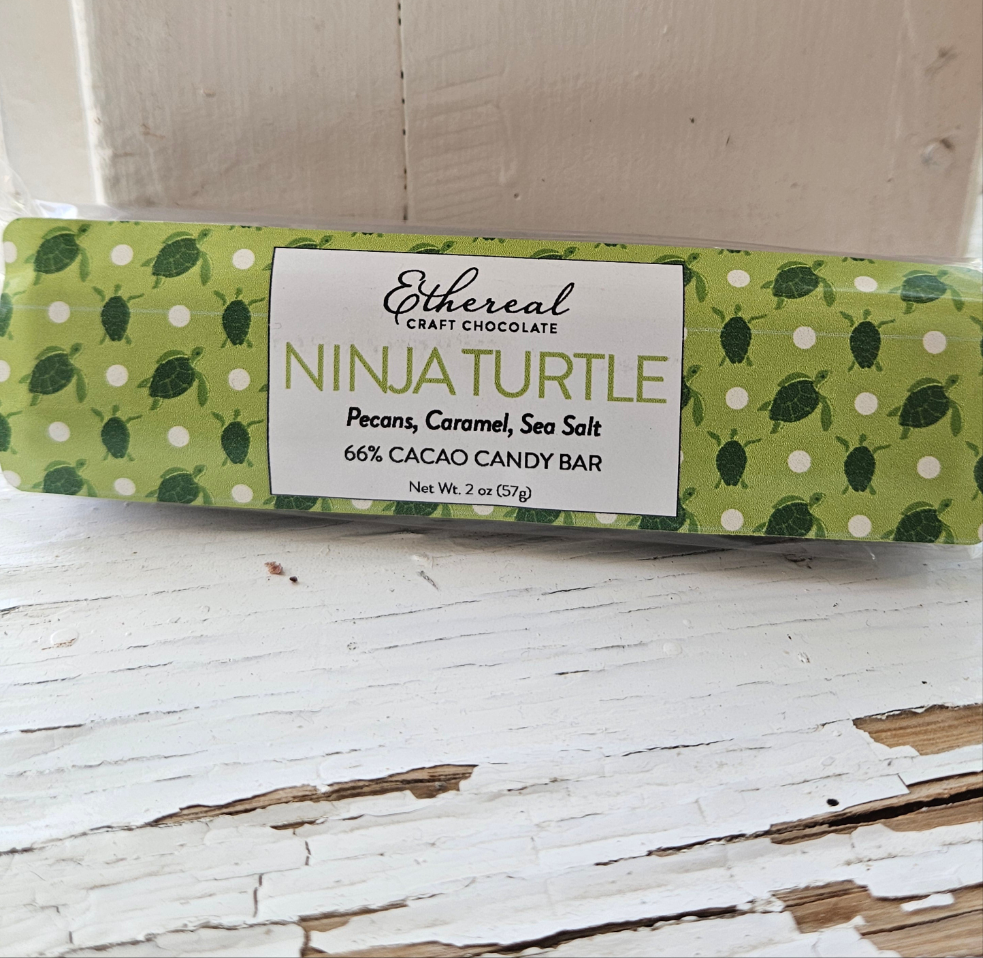 Ethereal
CRAFT CHOCOLATE
NINJA TURTLE
Pecans, Caramel, Sea Salt
66% CACAO CANDY BAR
Net Wt. 2 oz (57g)